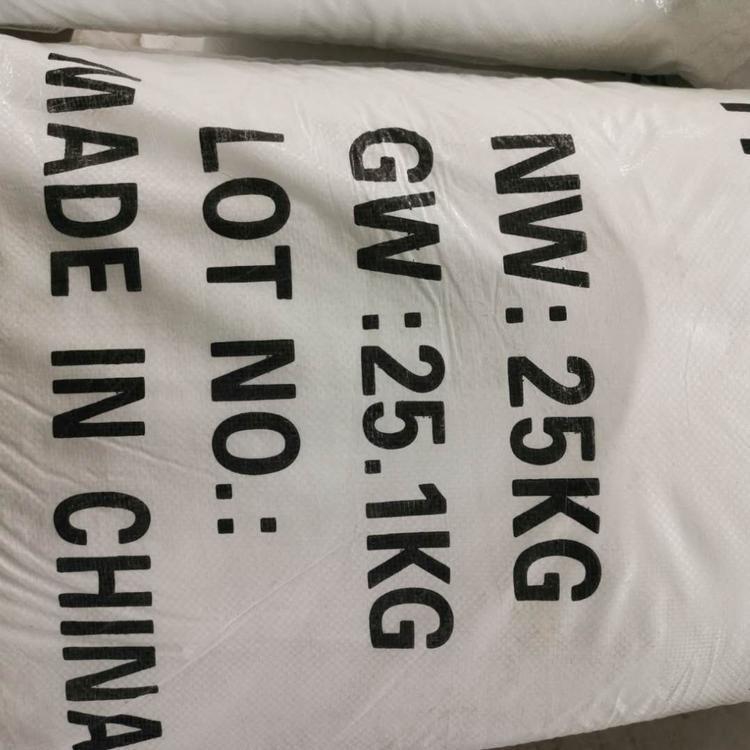 NW: 25KG
GW :25.1KG
LOT NO.:
MADE IN CHINA